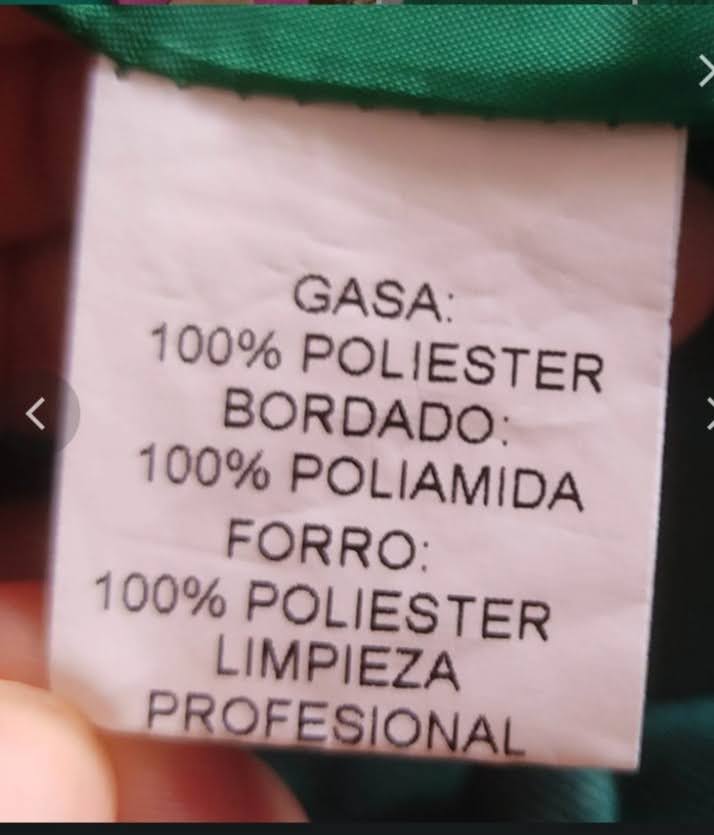 GASA:
100% POLIESTER
BORDADO:
100% POLIAMIDA
FORRO:
100% POLIESTER
LIMPIEZA
PROFESIONAL